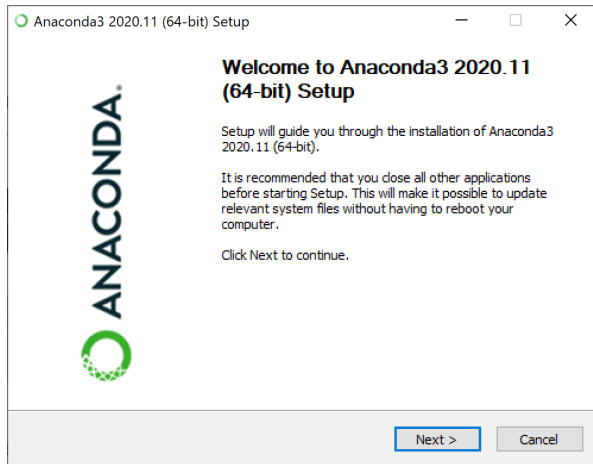 Anaconda3 2020.11 (64-bit) Setup
Welcome to Anaconda3 2020.11
(64-bit) Setup
Setup will guide you through the installation of Anaconda3
2020.11 (64-bit).
It is recommended that you close all other applications
before starting Setup. This will make it possible to update
relevant system files without having to reboot your
computer.
Click Next to continue.
ANACONDA.
Next >
Cancel